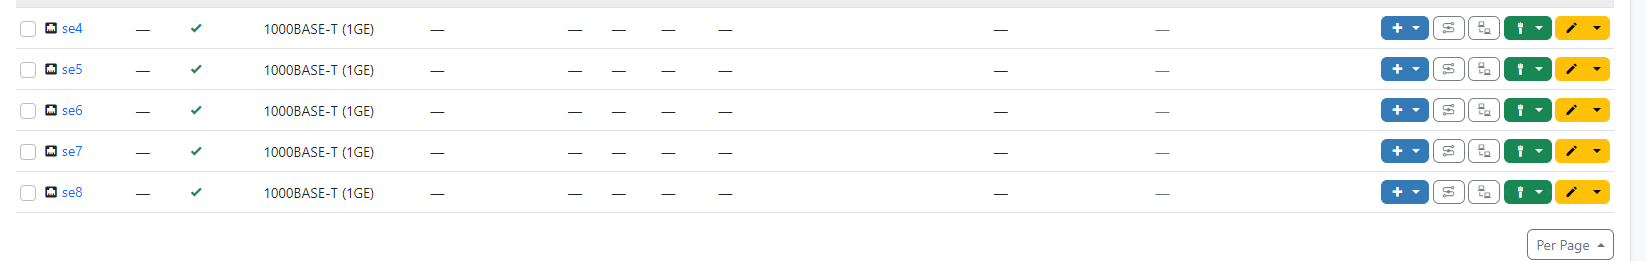 se4 — 1000BASE-T (1GE) — — — — — — —
se5 — 1000BASE-T (1GE) — — — — — — —
se6 — 1000BASE-T (1GE) — — — — — — —
se7 — 1000BASE-T (1GE) — — — — — — —
se8 — 1000BASE-T (1GE) — — — — — — —
Per Page